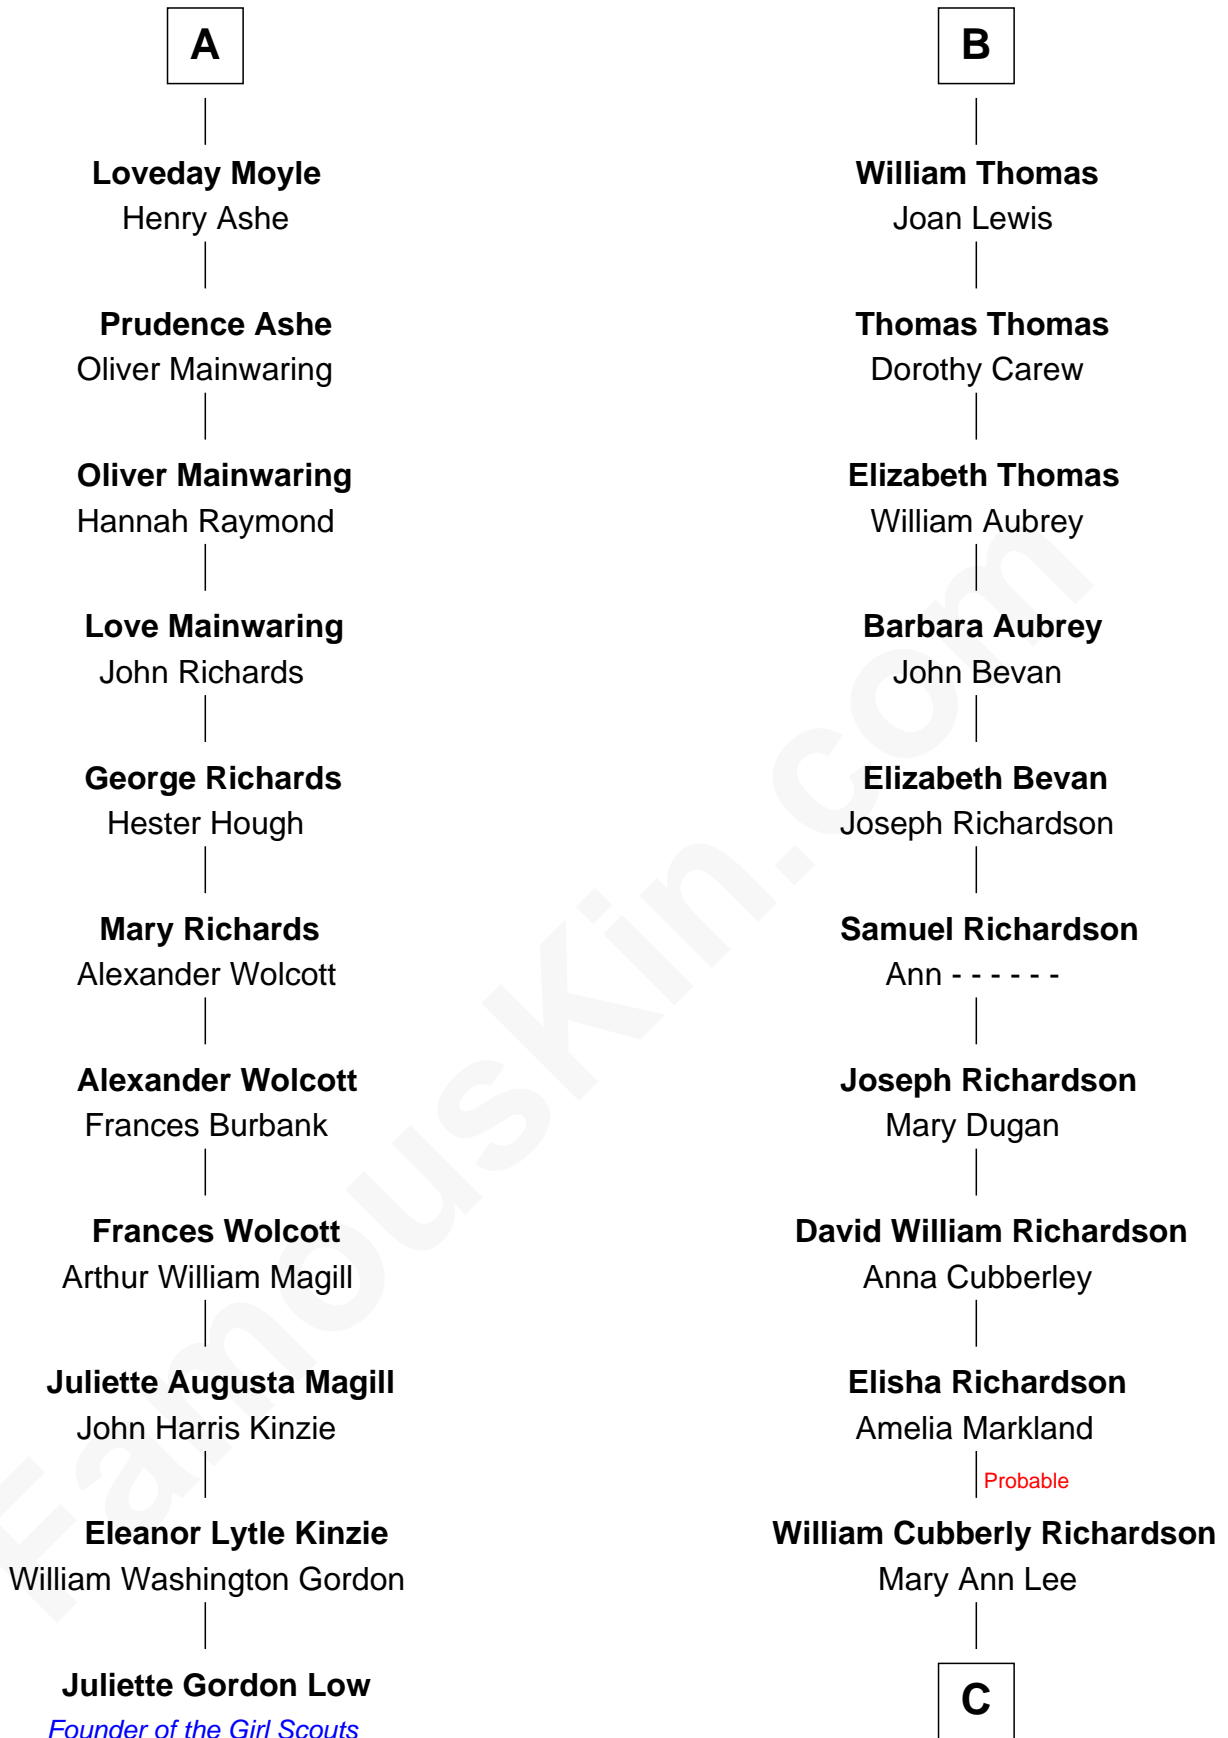 A
Loveday Moyle
Henry Ashe
Prudence Ashe
Oliver Mainwaring
Oliver Mainwaring
Hannah Raymond
Love Mainwaring
John Richards
George Richards
Hester Hough
Mary Richards
Alexander Wolcott
Alexander Wolcott
Frances Burbank
Frances Wolcott
Arthur William Magill
Juliette Augusta Magill
John Harris Kinzie
Eleanor Lytle Kinzie
William Washington Gordon
Juliette Gordon Low
Founder of the Girl Scouts
B
William Thomas
Joan Lewis
Thomas Thomas
Dorothy Carew
Elizabeth Thomas
William Aubrey
Barbara Aubrey
John Bevan
Elizabeth Bevan
Joseph Richardson
Samuel Richardson
Ann - - - - - -
Joseph Richardson
Mary Dugan
David William Richardson
Anna Cubberley
Elisha Richardson
Amelia Markland
Probable
William Cubberly Richardson
Mary Ann Lee
C
FamousKin.com